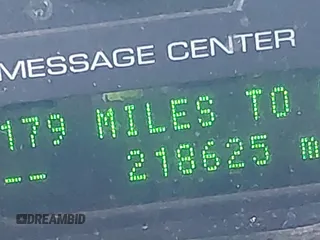 MESSAGE CENTER
179 MILES TO
-- 218625 m
DREAMBID